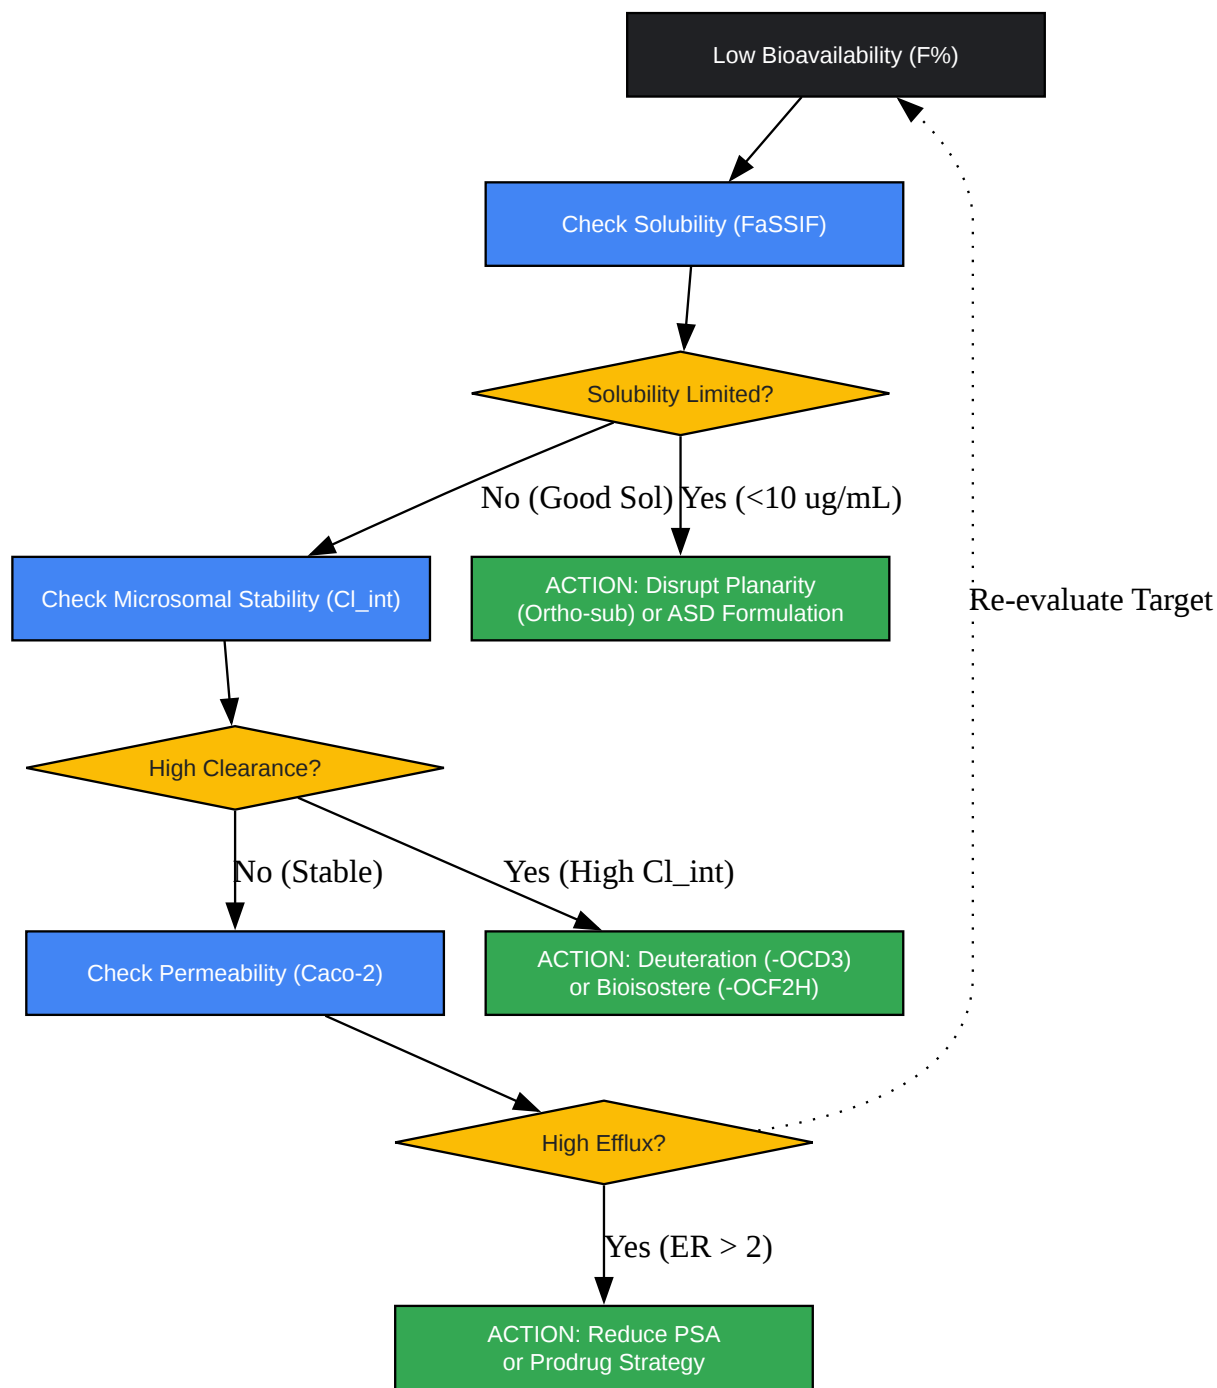 Low Bioavailability (F%)
Check Solubility (FaSSIF)
Solubility Limited?
No (Good Sol)
Yes (<10 ug/mL)
Check Microsomal Stability (Cl_int)
ACTION: Disrupt Planarity
(Ortho-sub) or ASD Formulation
Re-evaluate Target
High Clearance?
No (Stable)
Yes (High Cl_int)
Check Permeability (Caco-2)
ACTION: Deuteration (-OCD3)
or Bioisostere (-OCF2H)
High Efflux?
Yes (ER > 2)
ACTION: Reduce PSA
or Prodrug Strategy